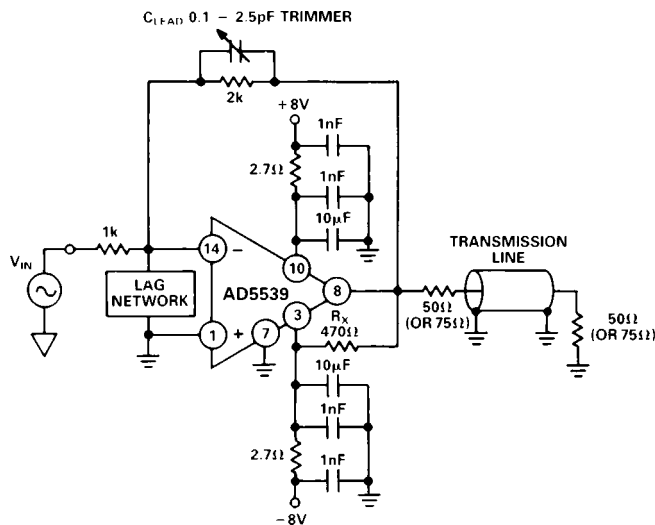 CLEAD 0.1 – 2.5pF TRIMMER
2k
+8V
1nF
2.7Ω
1nF
10μF
1k
VIN
14
–
10
LAG
NETWORK
AD5539
8
3
1
+
7
RX
470Ω
TRANSMISSION
LINE
50Ω
(OR 75Ω)
50Ω
(OR 75Ω)
10μF
1nF
2.7Ω
1nF
–8V